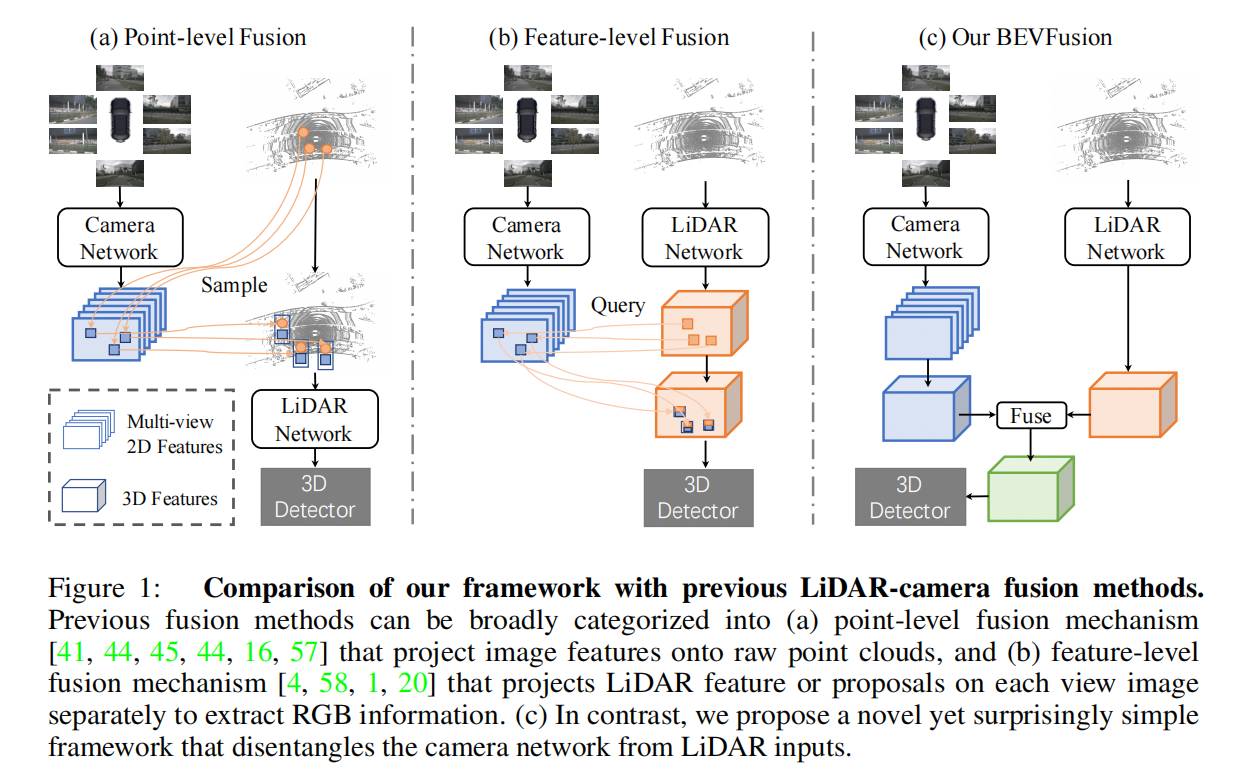 (a) Point-level Fusion
Camera
Network
Sample
LiDAR
Network
3D
Detector
Multi-view
2D Features
3D Features
(b) Feature-level Fusion
Camera
Network
LiDAR
Network
Query
3D
Detector
(c) Our BEVFusion
Camera
Network
LiDAR
Network
Fuse
3D
Detector
Figure 1: Comparison of our framework with previous LiDAR-camera fusion methods.
Previous fusion methods can be broadly categorized into (a) point-level fusion mechanism
[41, 44, 45, 44, 16, 57] that project image features onto raw point clouds, and (b) feature-level
fusion mechanism [4, 58, 1, 20] that projects LiDAR feature or proposals on each view image
separately to extract RGB information. (c) In contrast, we propose a novel yet surprisingly simple
framework that disentangles the camera network from LiDAR inputs.